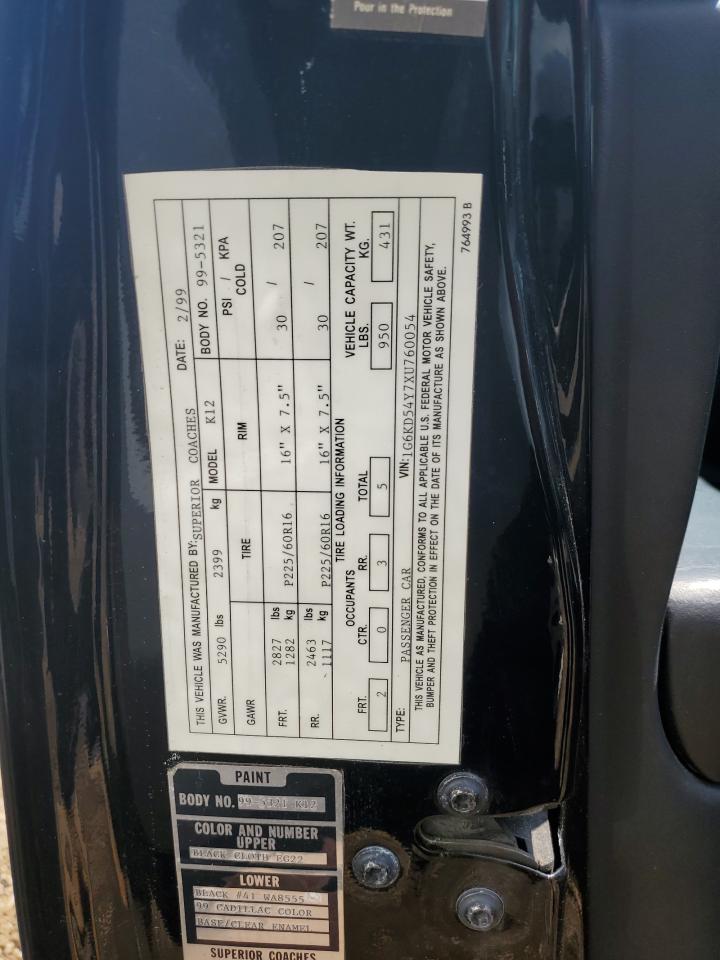 Pour in the Protection
THIS VEHICLE WAS MANUFACTURED BY: SUPERIOR COACHES DATE: 2/99
GVWR. 5290 lbs 2399 kg MODEL K12 BODY NO. 99-5321
GAWR TIRE RIM PSI / KPA
COLD
FRT. 2827 lbs
1282 kg P225/60R16 16" X 7.5" 30 / 207
RR. 2463 lbs
1117 kg P225/60R16 16" X 7.5" 30 / 207
TIRE LOADING INFORMATION
OCCUPANTS VEHICLE CAPACITY WT.
FRT. CTR. RR. TOTAL LBS. KG.
2 0 3 5 950 431
TYPE: PASSENGER CAR VIN: 1G6KD54Y7XU760054
THIS VEHICLE AS MANUFACTURED, CONFORMS TO ALL APPLICABLE U.S. FEDERAL MOTOR VEHICLE SAFETY,
BUMPER AND THEFT PROTECTION IN EFFECT ON THE DATE OF ITS MANUFACTURE AS SHOWN ABOVE.
764993 B
PAINT
BODY NO. 99-5321 K12
COLOR AND NUMBER
UPPER
BLACK CLOTH EG22
LOWER
BLACK #41 WA8555
99 CADILLAC COLOR
BASE/CLEAR ENAMEL
SUPERIOR COACHES